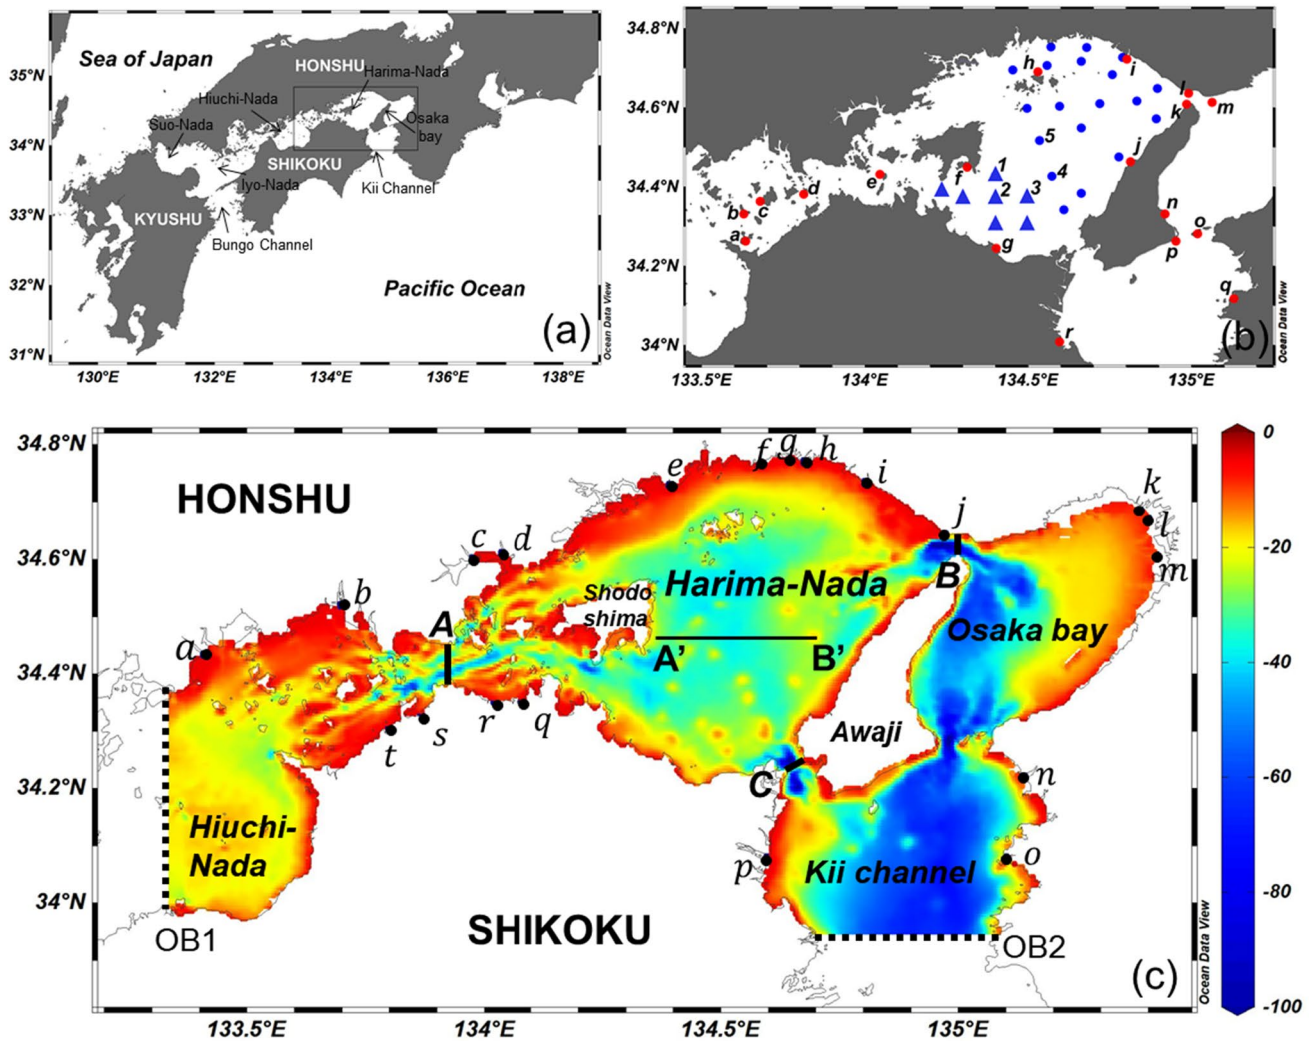 Sea of Japan
HONSHU
Harima-Nada
Hiuchi-Nada
Suo-Nada
Osaka
bay
SHIKOKU
Iyo-Nada
Kii Channel
KYUSHU
Bungo Channel
Pacific Ocean
(a)
Ocean Data View
35°N
34°N
33°N
32°N
31°N
130°E
132°E
134°E
136°E
138°E
34.8°N
34.6°N
34.4°N
34.2°N
34°N
h
i
l
k
m
5
j
1
f
4
d
e
2
3
b
c
n
a
o
g
p
q
r
(b)
Ocean Data View
133.5°E
134°E
134.5°E
135°E
34.8°N
34.6°N
34.4°N
34.2°N
34°N
HONSHU
e
f
g
h
i
j
k
l
m
c
d
b
a
A
B
Shodo
shima
Harima-Nada
Osaka bay
A'
B'
r
q
s
t
Awaji
C
n
Hiuchi-
Nada
p
Kii channel
o
OB1
SHIKOKU
OB2
(c)
Ocean Data View
133.5°E
134°E
134.5°E
135°E
0
-20
-40
-60
-80
-100